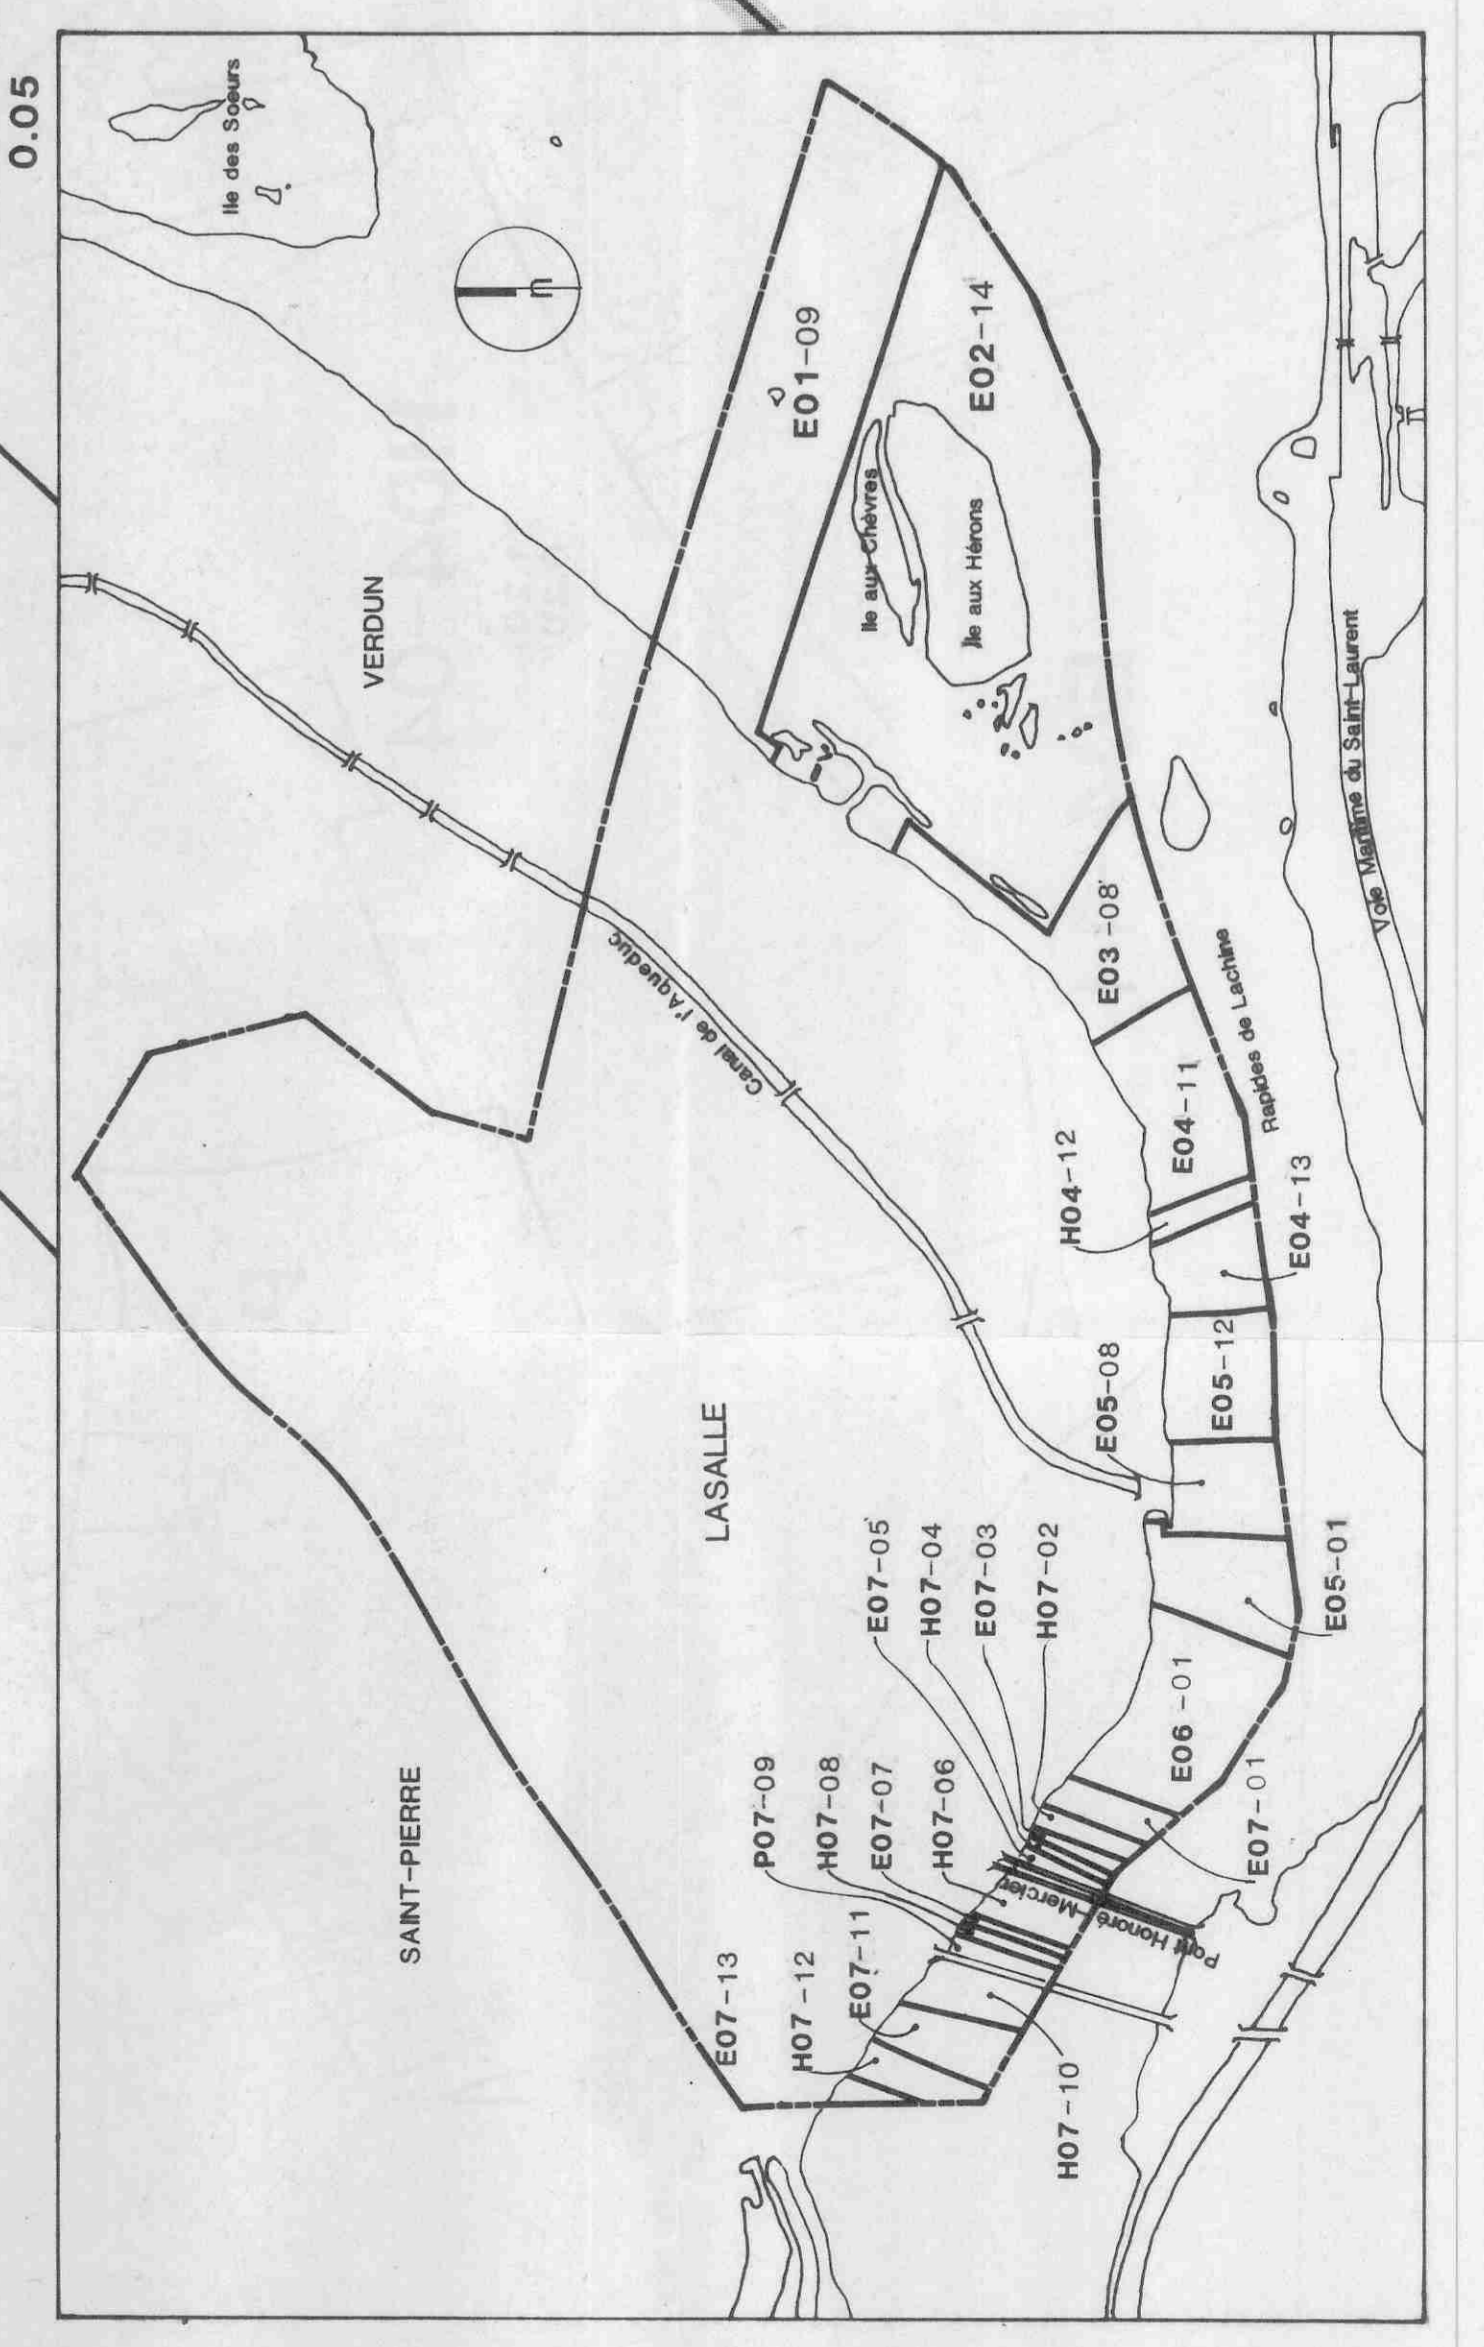 0.05
Ile des Soeurs
n
VERDUN
E01-09
E02-14
Ile aux Chèvres
Île aux Hérons
Canal de l'Aqueduc
E03-08
E04-11
H04-12
E04-13
Rapides de Lachine
Voie Maritime du Saint-Laurent
LASALLE
E05-08
E05-12
E05-01
E07-05
H07-04
E07-03
H07-02
E06-01
E07-01
SAINT-PIERRE
P07-09
H07-08
E07-07
H07-06
Pont Honoré-Mercier
E07-13
H07-12
E07-11
H07-10